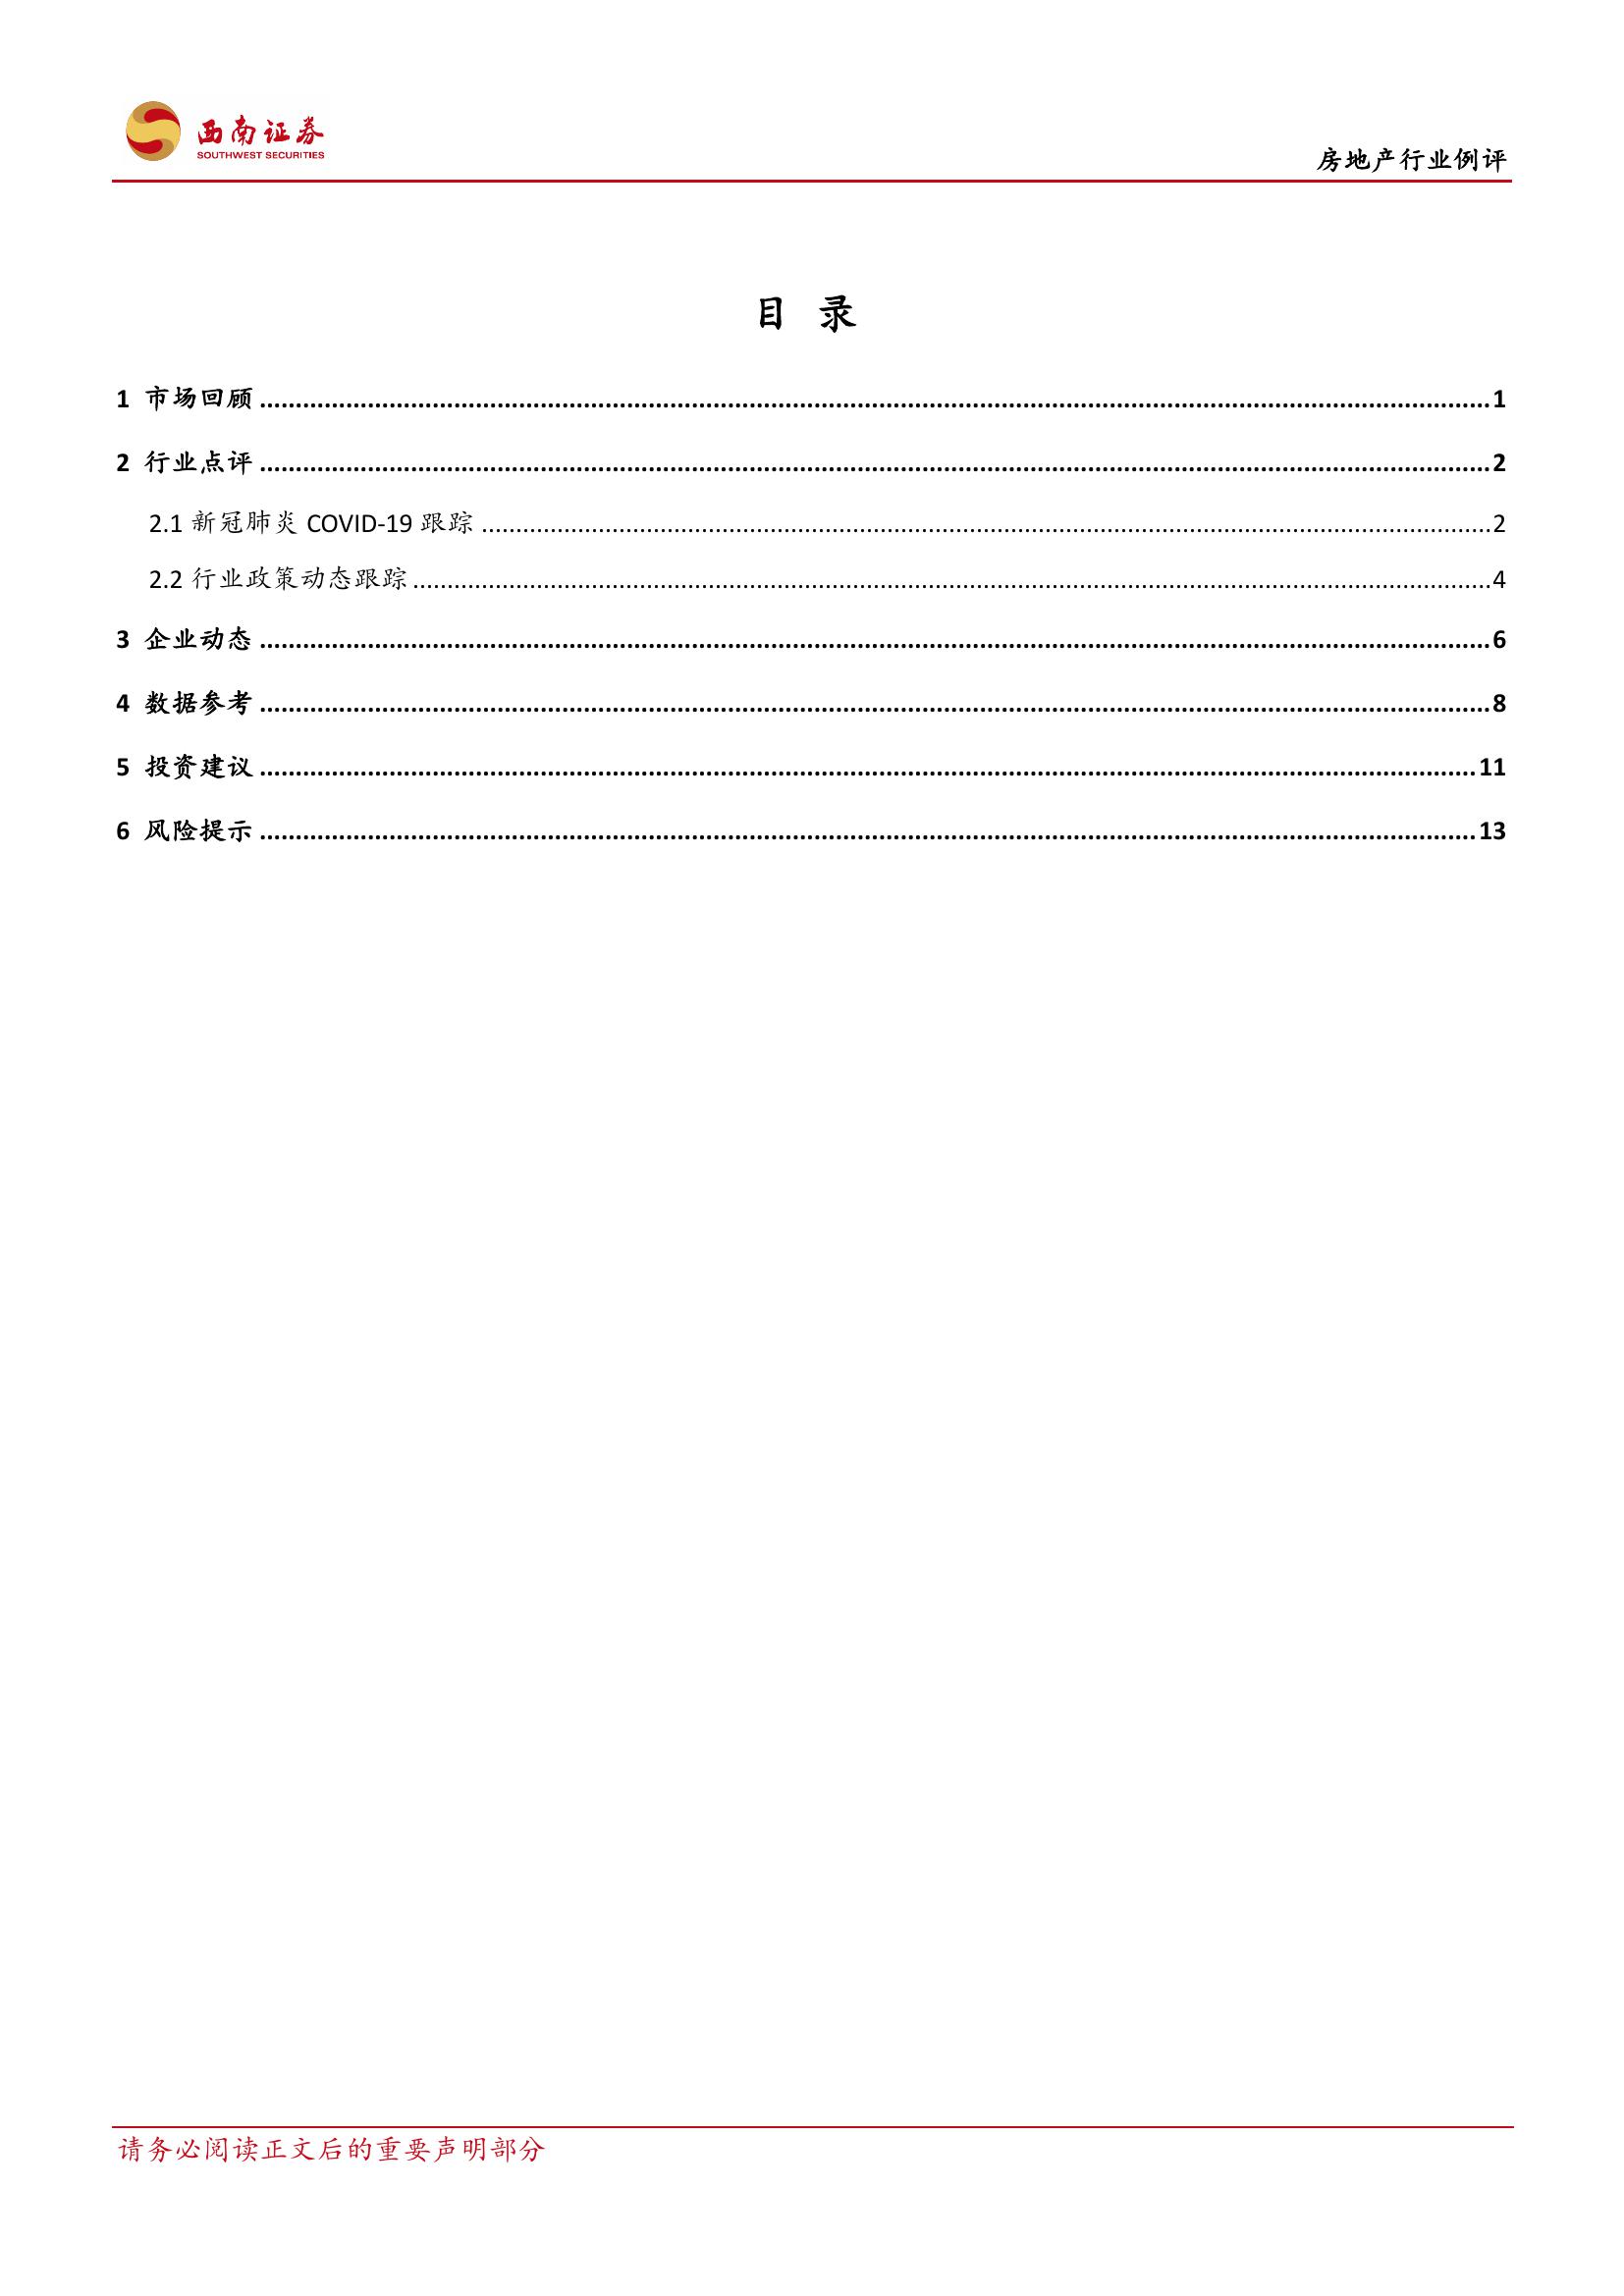 西南证券
SOUTHWEST SECURITIES
房地产行业例评
目 录
1 市场回顾 ........................................ 1
2 行业点评 ........................................ 2
2.1 新冠肺炎 COVID-19 跟踪 ........................................ 2
2.2 行业政策动态跟踪 ........................................ 4
3 企业动态 ........................................ 6
4 数据参考 ........................................ 8
5 投资建议 ........................................ 11
6 风险提示 ........................................ 13
请务必阅读正文后的重要声明部分